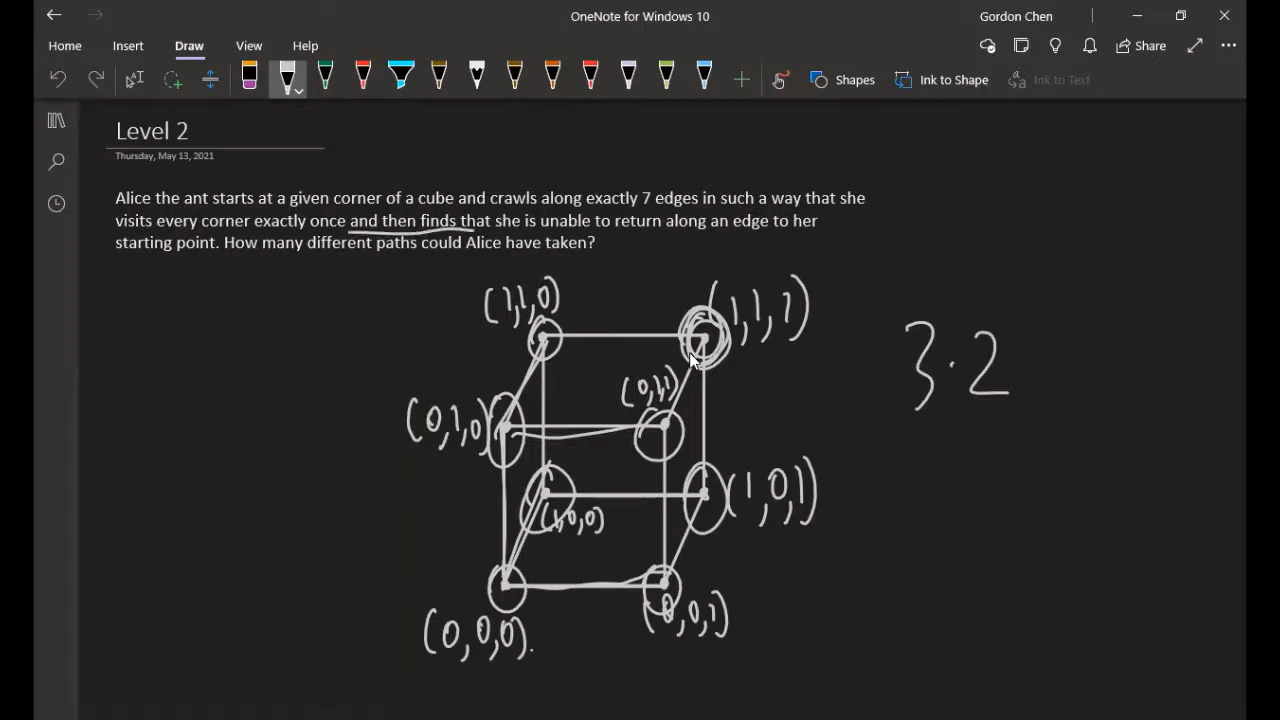 OneNote for Windows 10
Gordon Chen
Home Insert Draw View Help
Share
Shapes Ink to Shape Ink to Text
Level 2
Thursday, May 13, 2021
Alice the ant starts at a given corner of a cube and crawls along exactly 7 edges in such a way that she
visits every corner exactly once and then finds that she is unable to return along an edge to her
starting point. How many different paths could Alice have taken?
(1,1,0) (1,1,1)
(0,1,1)
3·2
(0,1,0)
(1,0,0) (1,0,1)
(0,0,0). (0,0,1)